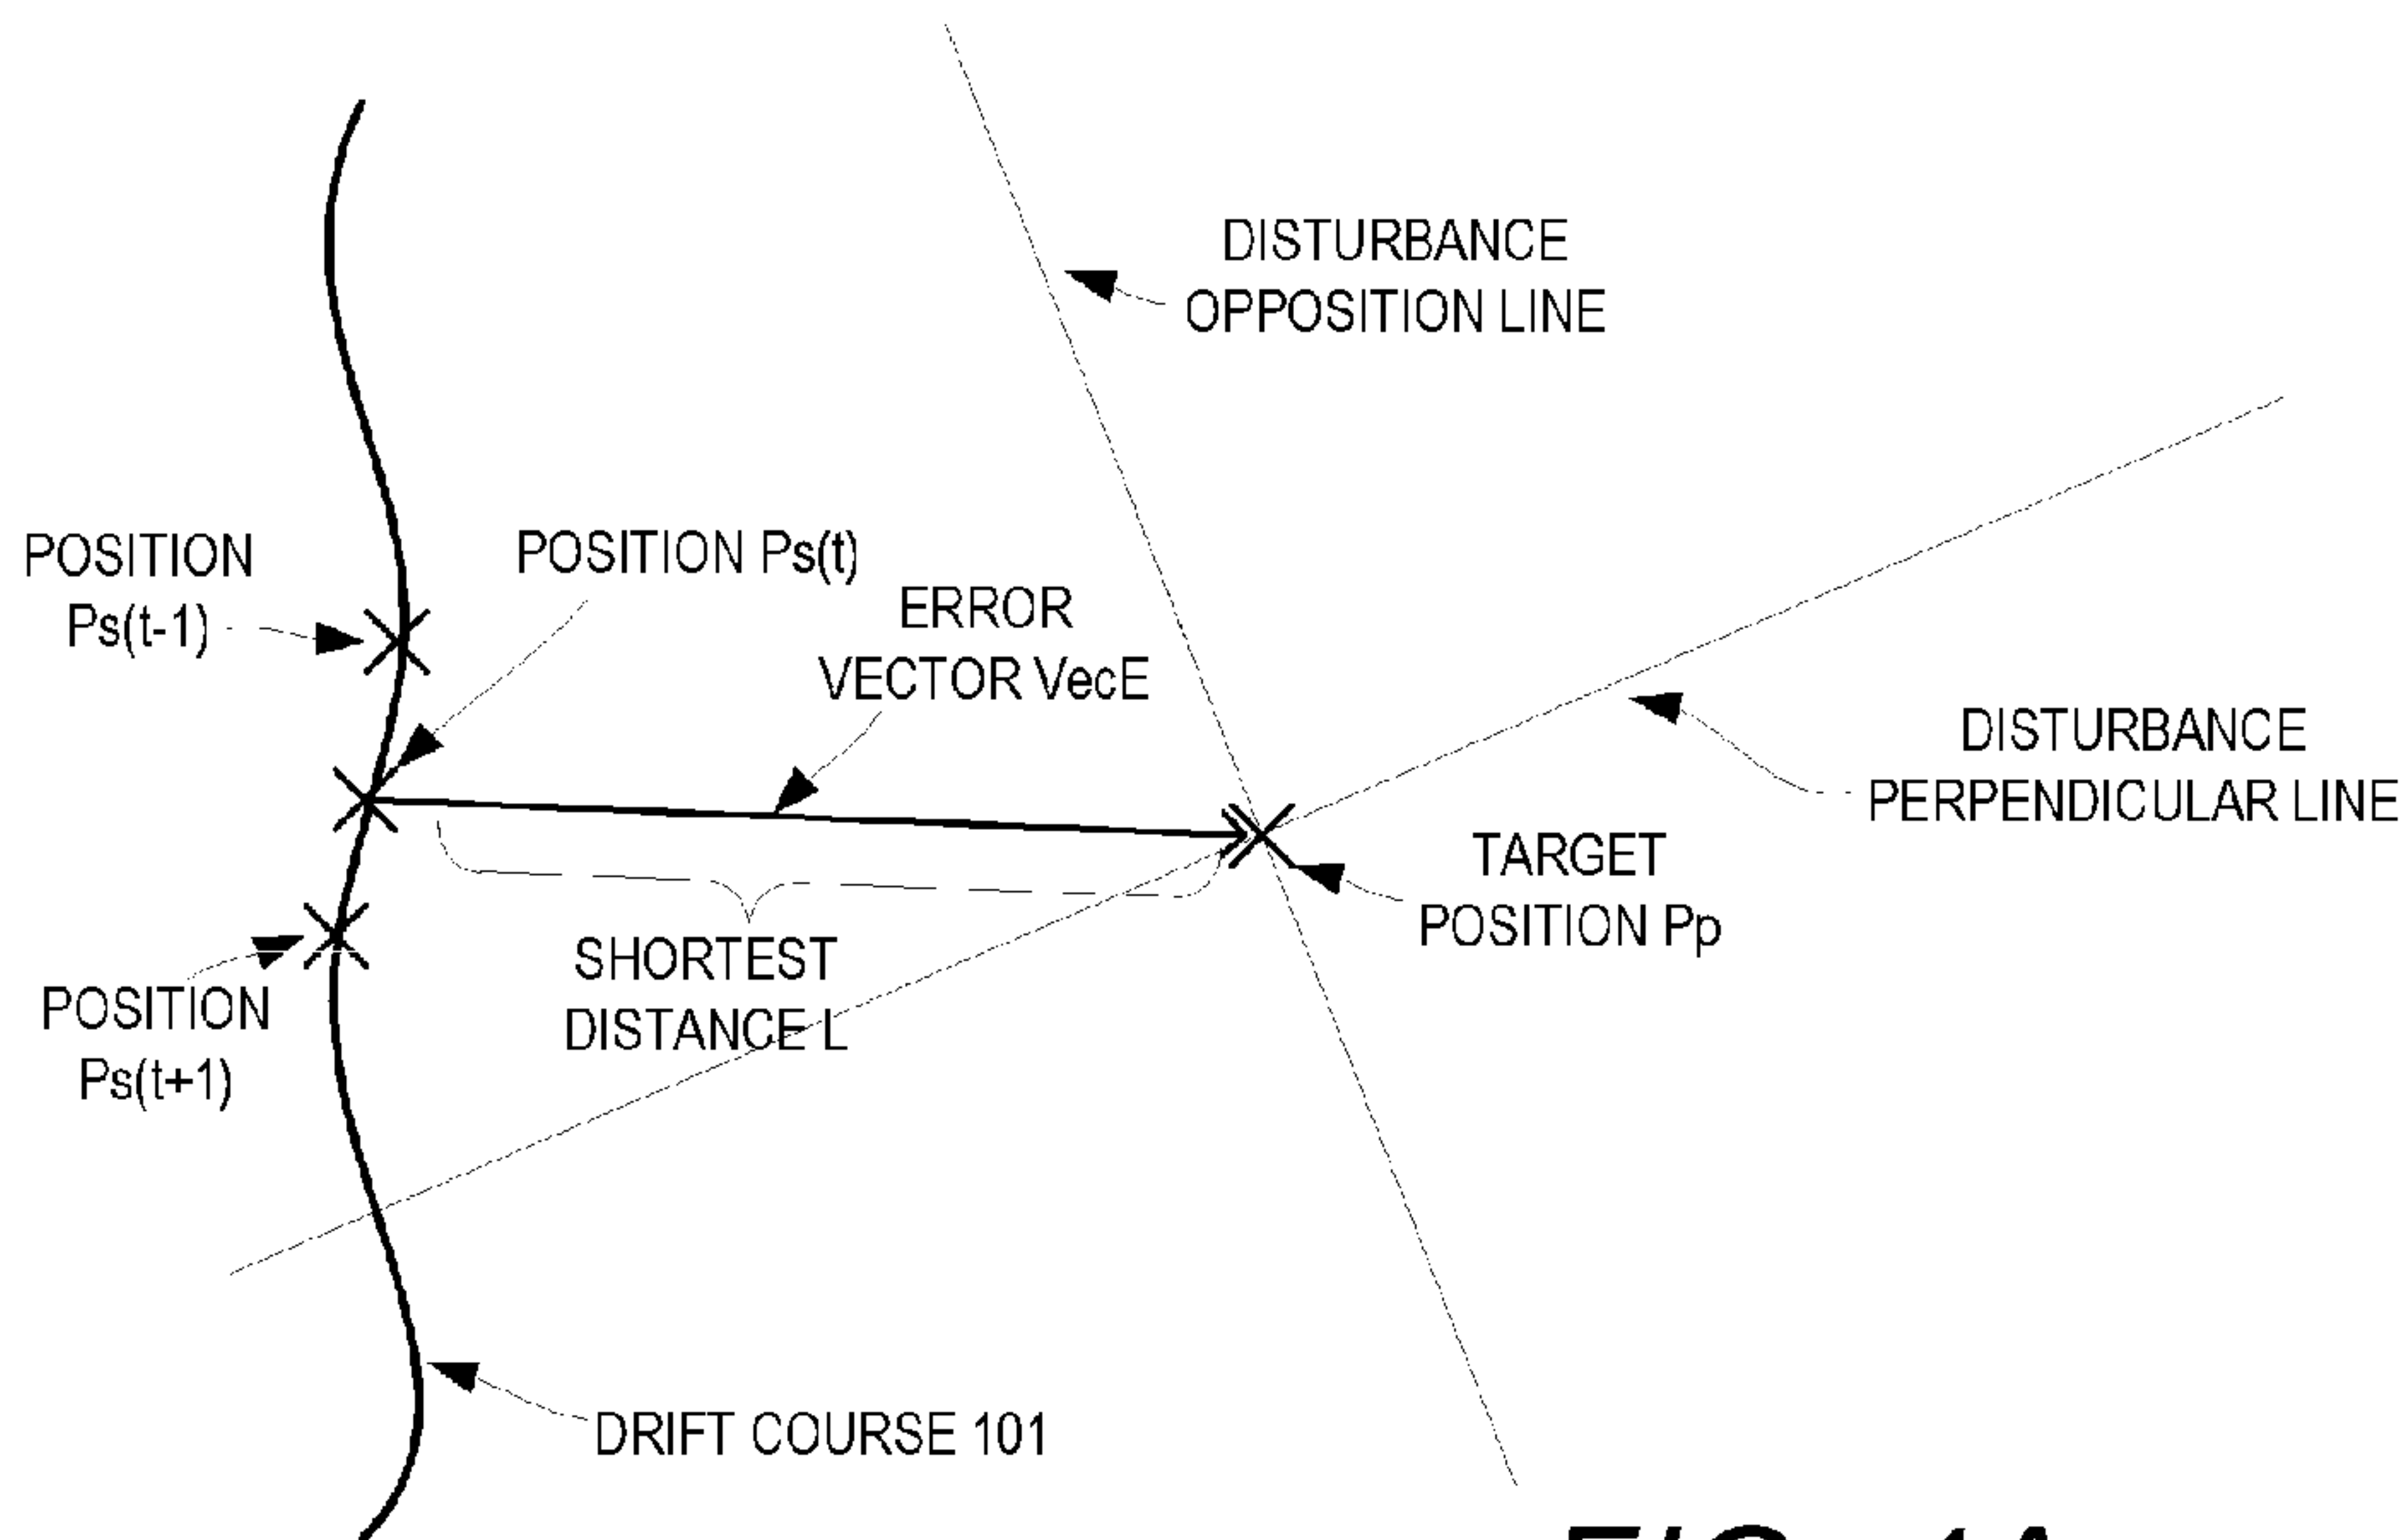 DISTURBANCE
OPPOSITION LINE
POSITION
Ps(t-1)
POSITION Ps(t)
ERROR
VECTOR VecE
DISTURBANCE
PERPENDICULAR LINE
TARGET
POSITION Pp
SHORTEST
DISTANCE L
POSITION
Ps(t+1)
DRIFT COURSE 101